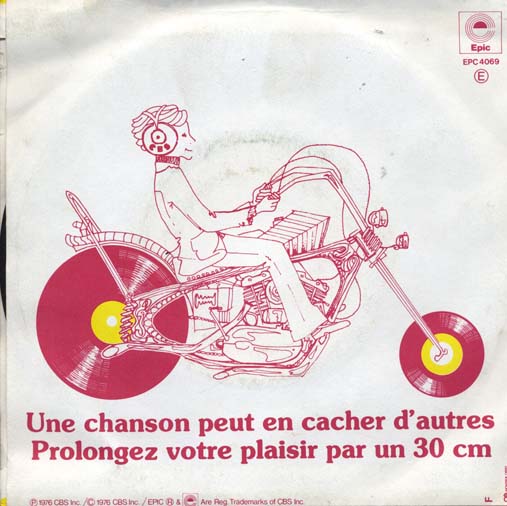 Epic
EPC 4069
E
CBS
Une chanson peut en cacher d'autres
Prolongez votre plaisir par un 30 cm
℗ 1976 CBS Inc. / © 1976 CBS Inc. / EPIC ® & Are Reg. Trademarks of CBS Inc.
F